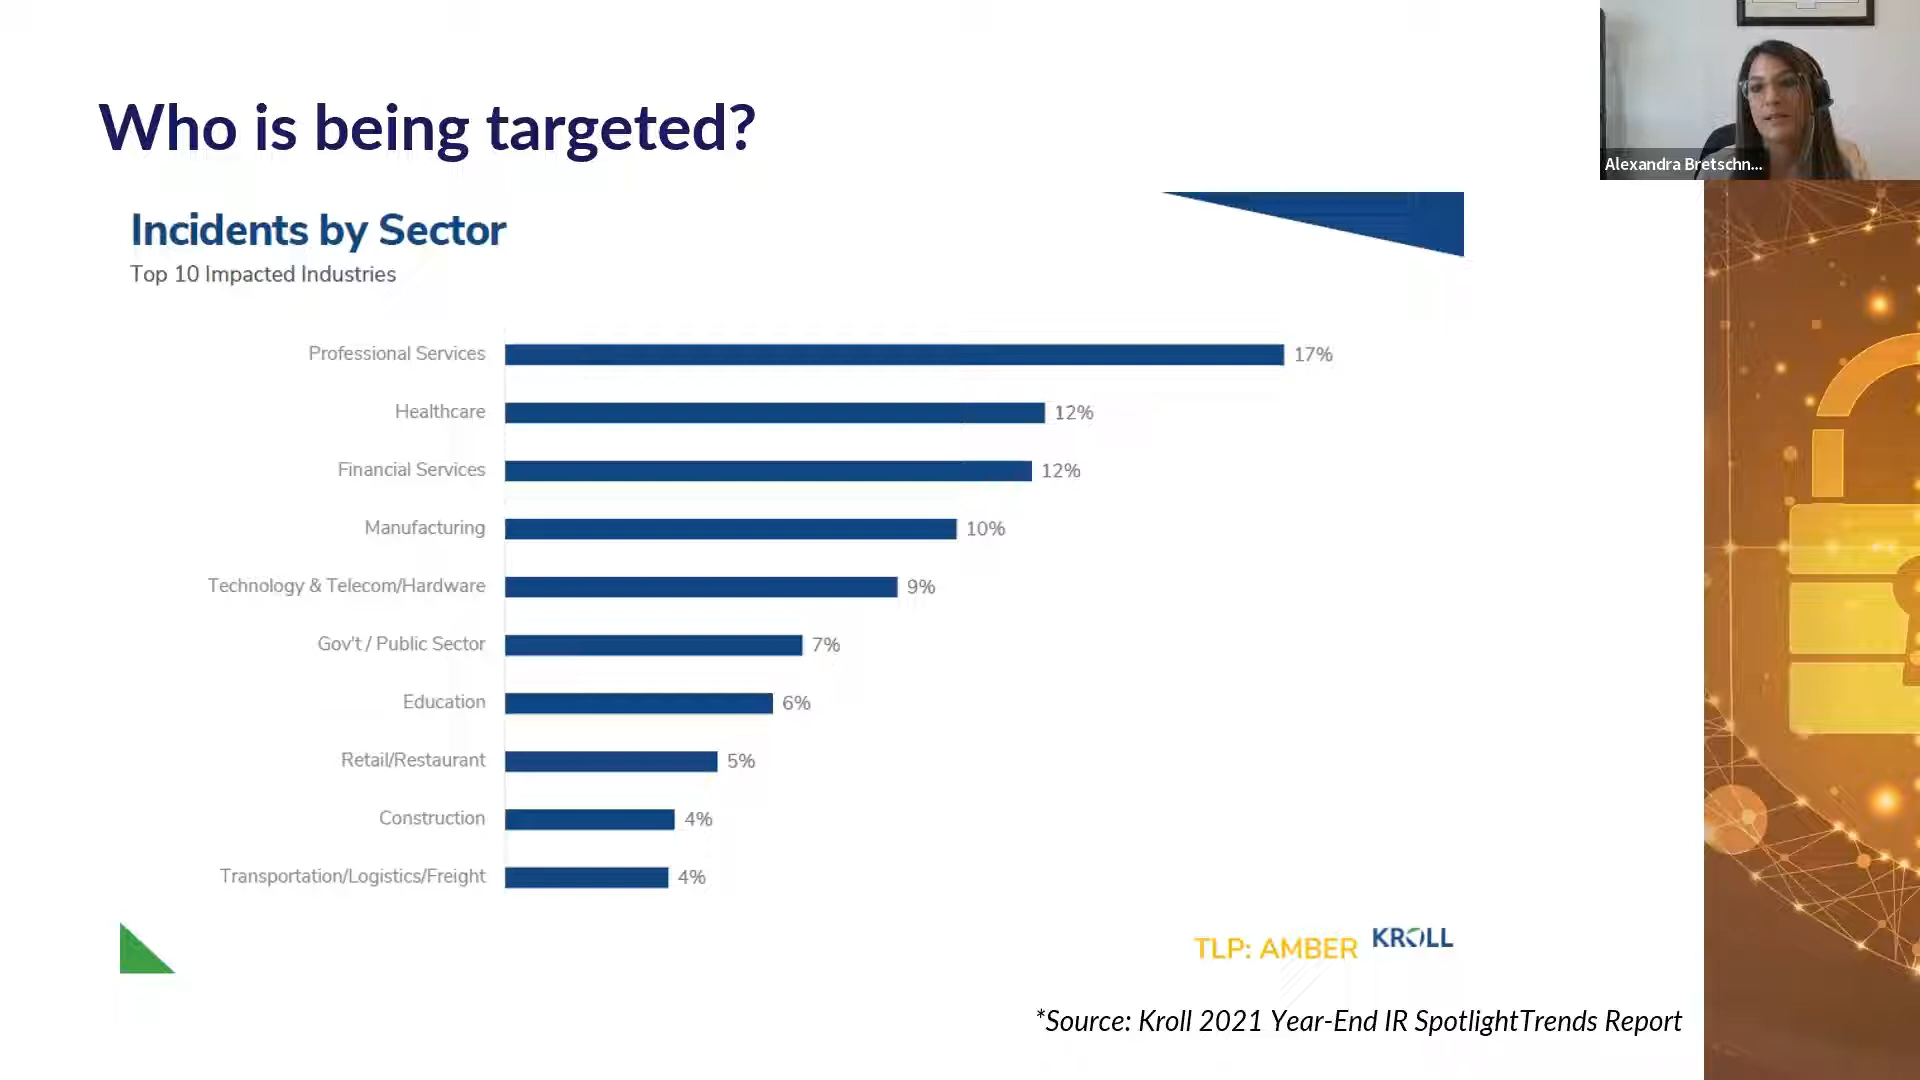 Who is being targeted?
Alexandra Bretschn...
Incidents by Sector
Top 10 Impacted Industries
Professional Services 17%
Healthcare 12%
Financial Services 12%
Manufacturing 10%
Technology & Telecom/Hardware 9%
Gov't / Public Sector 7%
Education 6%
Retail/Restaurant 5%
Construction 4%
Transportation/Logistics/Freight 4%
TLP: AMBER KROLL
*Source: Kroll 2021 Year-End IR SpotlightTrends Report